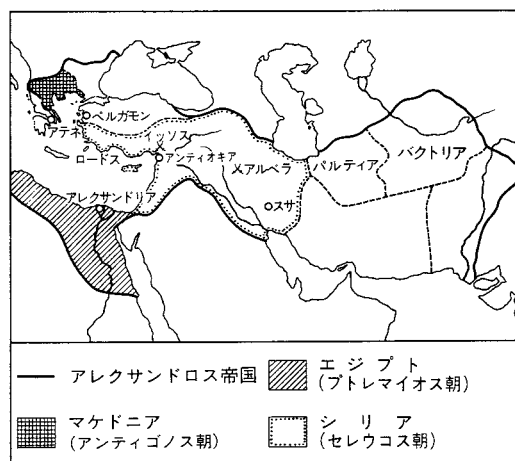 ペルガモン
アテネ
イッソス
ロードス
アンティオキア
×アルベラ
パルティア
バクトリア
アレクサンドリア
スサ
アレクサンドロス帝国
エジプト
(プトレマイオス朝)
マケドニア
(アンティゴノス朝)
シリア
(セレウコス朝)